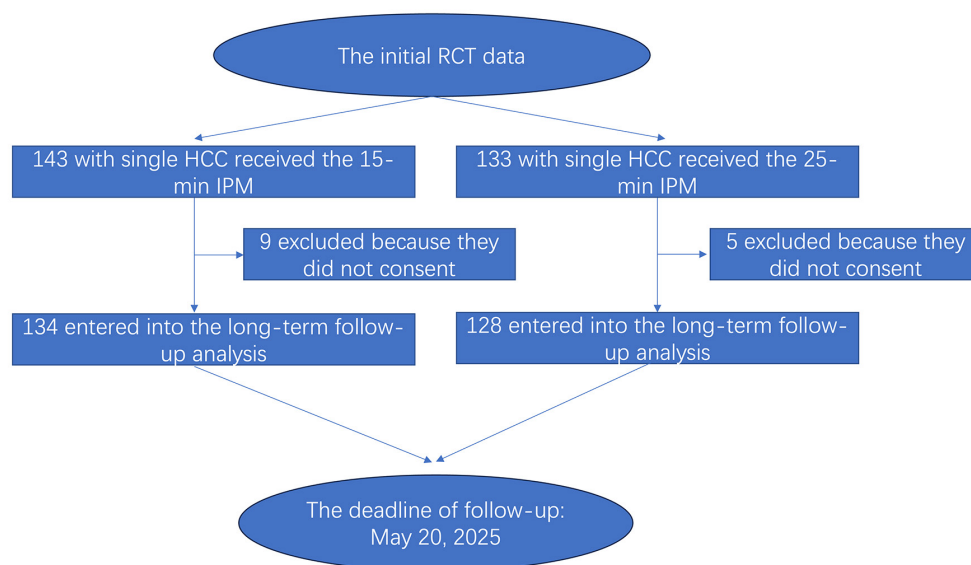 The initial RCT data
143 with single HCC received the 15-
min IPM
133 with single HCC received the 25-
min IPM
9 excluded because they
did not consent
5 excluded because they
did not consent
134 entered into the long-term follow-
up analysis
128 entered into the long-term follow-
up analysis
The deadline of follow-up:
May 20, 2025